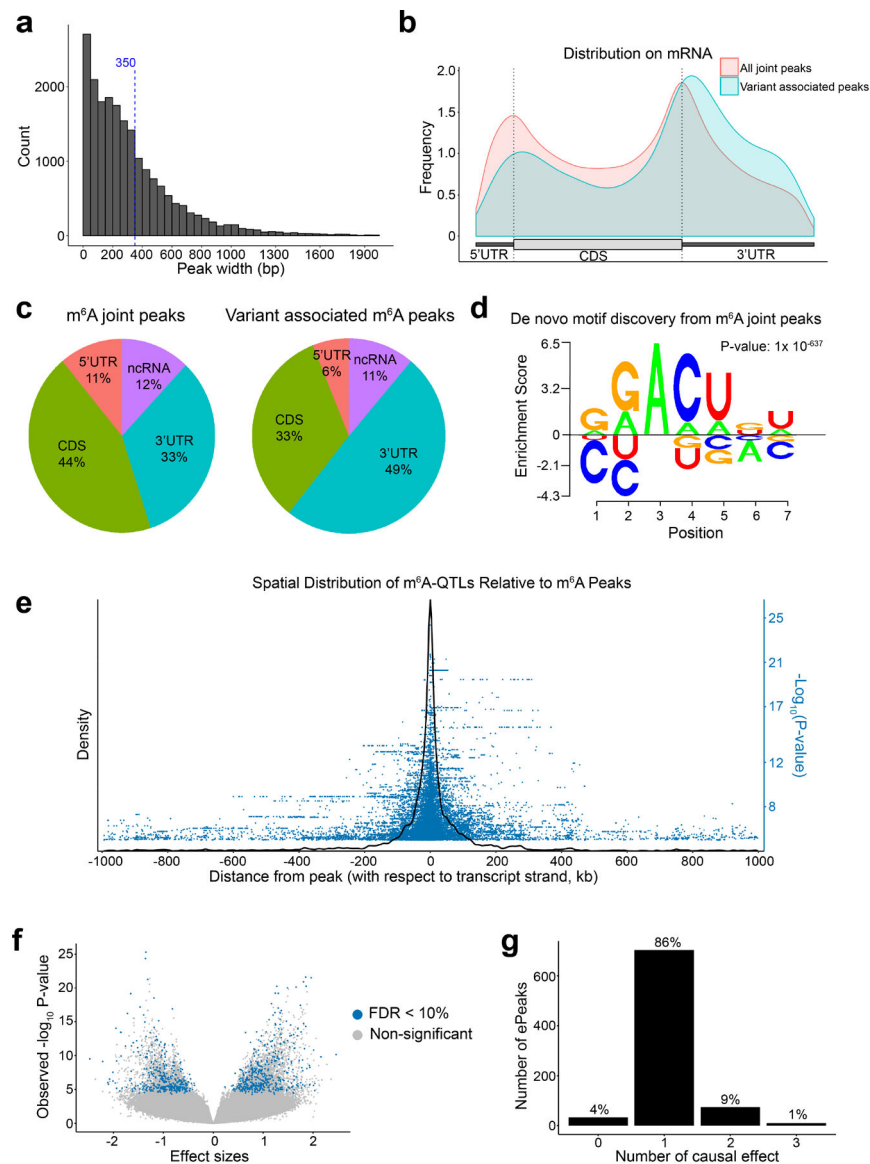 a
350
2000
1000
0
Count
0 200 400 600 800 1000 1300 1600 1900
Peak width (bp)
b
Distribution on mRNA
All joint peaks
Variant associated peaks
2.0
1.5
1.0
0.5
0.0
Frequency
5'UTR CDS 3'UTR
c
m⁶A joint peaks
5'UTR 11%
ncRNA 12%
CDS 44%
3'UTR 33%
Variant associated m⁶A peaks
5'UTR 6%
ncRNA 11%
CDS 33%
3'UTR 49%
d
De novo motif discovery from m⁶A joint peaks
P-value: 1x 10⁻⁶³⁷
6.5
3.2
0
-2.1
-4.3
Enrichment Score
G G A C U G U
A A A A A U A
U U G C C G
C C U G A C
1 2 3 4 5 6 7
Position
e
Spatial Distribution of m⁶A-QTLs Relative to m⁶A Peaks
Density
25
21
17
12
8
-Log₁₀(P-value)
-1000 -800 -600 -400 -200 0 200 400 600 800 1000
Distance from peak (with respect to transcript strand, kb)
f
25
20
15
10
5
0
Observed -log₁₀ P-value
-2 -1 0 1 2
Effect sizes
FDR < 10%
Non-significant
g
600
400
200
0
Number of ePeaks
4% 86% 9% 1%
0 1 2 3
Number of causal effect